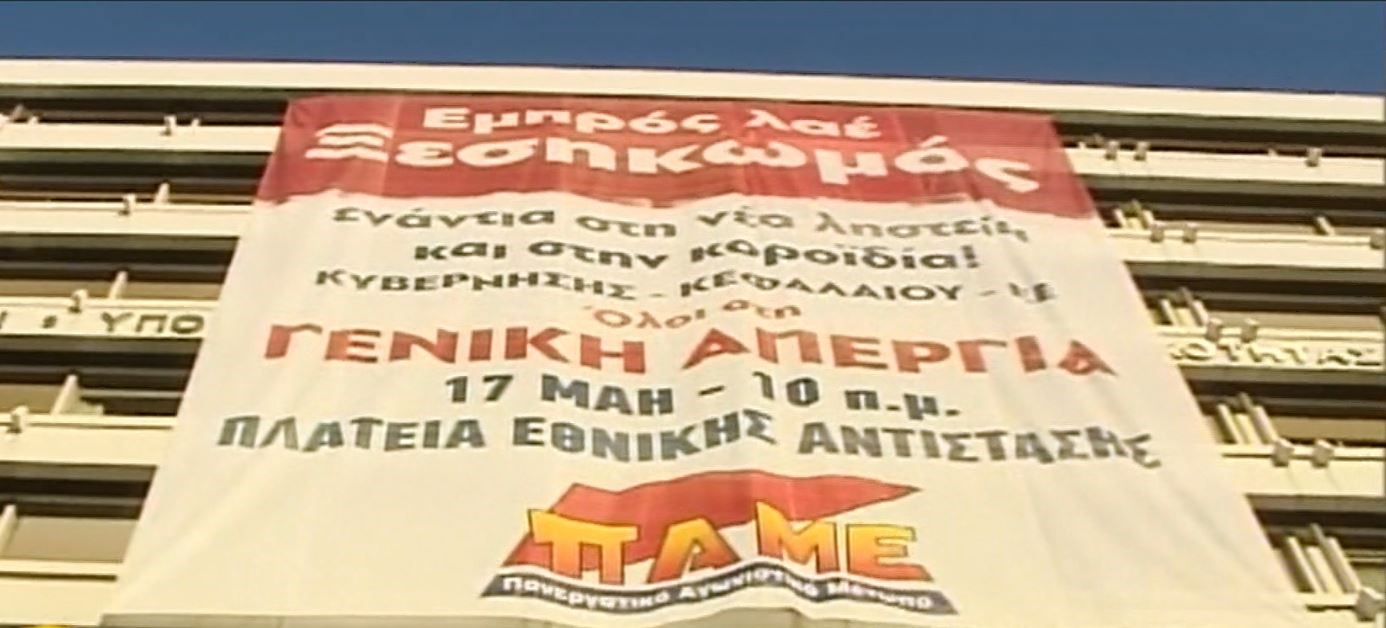 Εμπρός λαέ
Ξεσηκωμός
ενάντια στη νέα ληστεία
και στην κοροϊδία!
ΚΥΒΕΡΝΗΣΗΣ - ΚΕΦΑΛΑΙΟΥ - ΕΕ
Όλοι στη
ΓΕΝΙΚΗ ΑΠΕΡΓΙΑ
17 ΜΑΗ - 10 π.μ.
ΠΛΑΤΕΙΑ ΕΘΝΙΚΗΣ ΑΝΤΙΣΤΑΣΗΣ
ΠΑΜΕ
Πανεργατικό Αγωνιστικό Μέτωπο